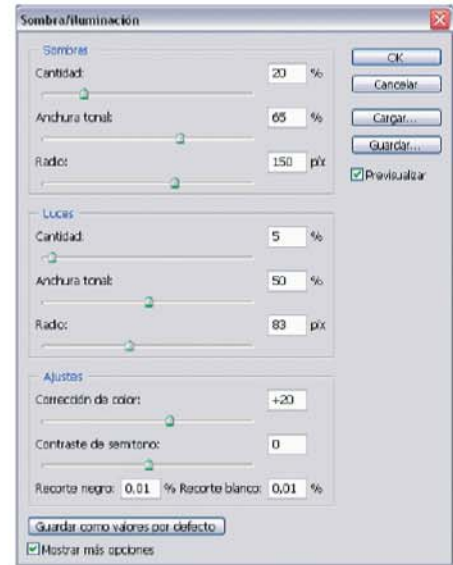 Sombra/iluminación
Sombras
Cantidad: 20 %
Anchura tonal: 65 %
Radio: 150 píx
Luces
Cantidad: 5 %
Anchura tonal: 50 %
Radio: 83 píx
Ajustes
Corrección de color: +20
Contraste de semitono: 0
Recorte negro: 0,01 % Recorte blanco: 0,01 %
Guardar como valores por defecto
Mostrar más opciones
OK
Cancelar
Cargar...
Guardar...
Previsualizar